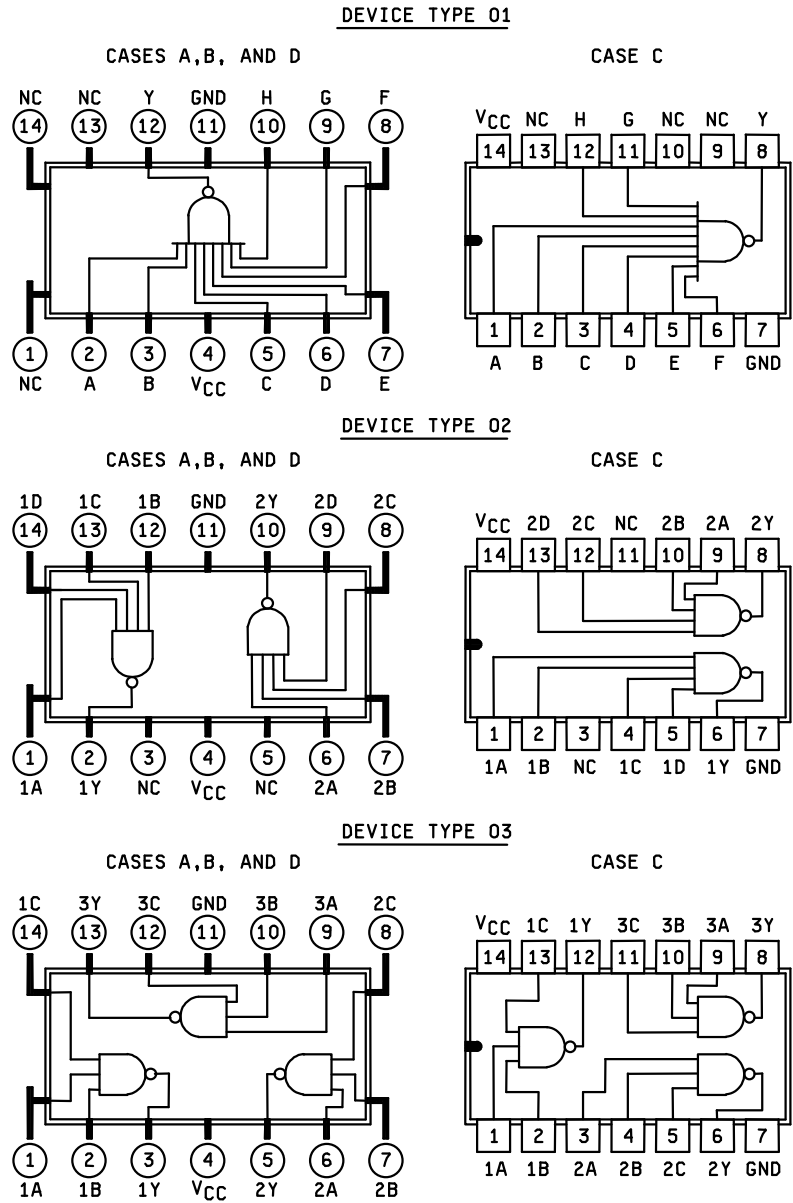 DEVICE TYPE 01
CASES A,B, AND D CASE C
NC NC Y GND H G F
14 13 12 11 10 9 8
1 2 3 4 5 6 7
NC A B VCC C D E
VCC NC H G NC NC Y
14 13 12 11 10 9 8
1 2 3 4 5 6 7
A B C D E F GND
DEVICE TYPE 02
CASES A,B, AND D CASE C
1D 1C 1B GND 2Y 2D 2C
14 13 12 11 10 9 8
1 2 3 4 5 6 7
1A 1Y NC VCC NC 2A 2B
VCC 2D 2C NC 2B 2A 2Y
14 13 12 11 10 9 8
1 2 3 4 5 6 7
1A 1B NC 1C 1D 1Y GND
DEVICE TYPE 03
CASES A,B, AND D CASE C
1C 3Y 3C GND 3B 3A 2C
14 13 12 11 10 9 8
1 2 3 4 5 6 7
1A 1B 1Y VCC 2Y 2A 2B
VCC 1C 1Y 3C 3B 3A 3Y
14 13 12 11 10 9 8
1 2 3 4 5 6 7
1A 1B 2A 2B 2C 2Y GND